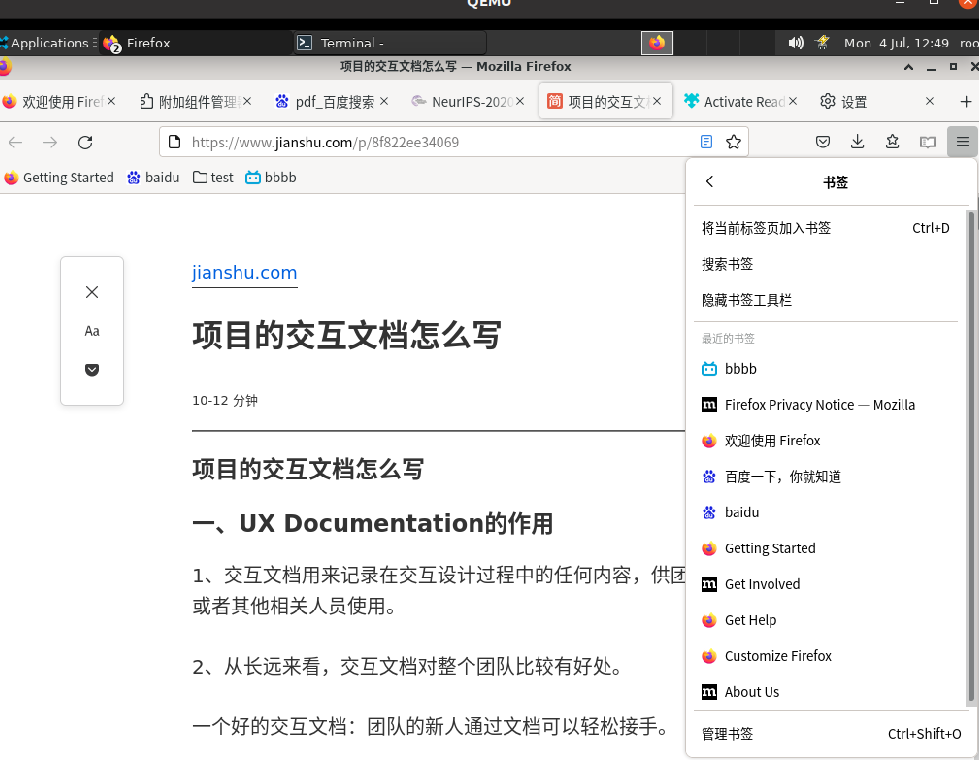 QEMU
Applications
2 Firefox
Terminal -
Mon 4 Jul, 12:49 roo
项目的交互文档怎么写 — Mozilla Firefox
欢迎使用 Firef
附加组件管理
pdf_百度搜索
NeurIPS-2020
简 项目的交互文
Activate Read
设置
https://www.jianshu.com/p/8f822ee34069
Getting Started
baidu
test
bbbb
jianshu.com
项目的交互文档怎么写
10-12 分钟
项目的交互文档怎么写
一、UX Documentation的作用
1、交互文档用来记录在交互设计过程中的任何内容，供团
或者其他相关人员使用。
2、从长远来看，交互文档对整个团队比较有好处。
一个好的交互文档：团队的新人通过文档可以轻松接手。
Aa
书签
将当前标签页加入书签 Ctrl+D
搜索书签
隐藏书签工具栏
最近的书签
bbbb
m Firefox Privacy Notice — Mozilla
欢迎使用 Firefox
百度一下，你就知道
baidu
Getting Started
m Get Involved
Get Help
Customize Firefox
m About Us
管理书签 Ctrl+Shift+O